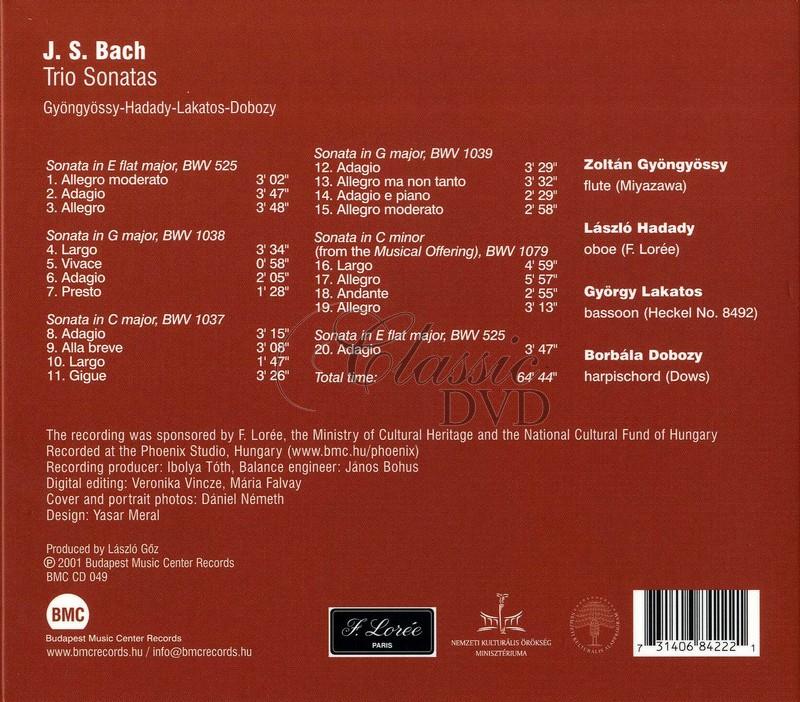 J. S. Bach
Trio Sonatas
Gyöngyössy-Hadady-Lakatos-Dobozy
Sonata in E flat major, BWV 525
1. Allegro moderato 3' 02"
2. Adagio 3' 47"
3. Allegro 3' 48"
Sonata in G major, BWV 1038
4. Largo 3' 34"
5. Vivace 0' 58"
6. Adagio 2' 05"
7. Presto 1' 28"
Sonata in C major, BWV 1037
8. Adagio 3' 15"
9. Alla breve 3' 08"
10. Largo 1' 47"
11. Gigue 3' 26"
Sonata in G major, BWV 1039
12. Adagio 3' 29"
13. Allegro ma non tanto 3' 32"
14. Adagio e piano 2' 29"
15. Allegro moderato 2' 58"
Sonata in C minor
(from the Musical Offering), BWV 1079
16. Largo 4' 59"
17. Allegro 5' 57"
18. Andante 2' 55"
19. Allegro 3' 13"
Sonata in E flat major, BWV 525
20. Adagio 3' 47"
Total time: 64' 44"
Zoltán Gyöngyössy
flute (Miyazawa)
László Hadady
oboe (F. Lorée)
György Lakatos
bassoon (Heckel No. 8492)
Borbála Dobozy
harpischord (Dows)
Classic
DVD
The recording was sponsored by F. Lorée, the Ministry of Cultural Heritage and the National Cultural Fund of Hungary
Recorded at the Phoenix Studio, Hungary (www.bmc.hu/phoenix)
Recording producer: Ibolya Tóth, Balance engineer: János Bohus
Digital editing: Veronika Vincze, Mária Falvay
Cover and portrait photos: Dániel Németh
Design: Yasar Meral
Produced by László Gőz
℗ 2001 Budapest Music Center Records
BMC CD 049
BMC
Budapest Music Center Records
www.bmcrecords.hu / info@bmcrecords.hu
F. Lorée
PARIS
NEMZETI KULTURÁLIS ÖRÖKSÉG
MINISZTÉRIUMA
7 31406 84222 1